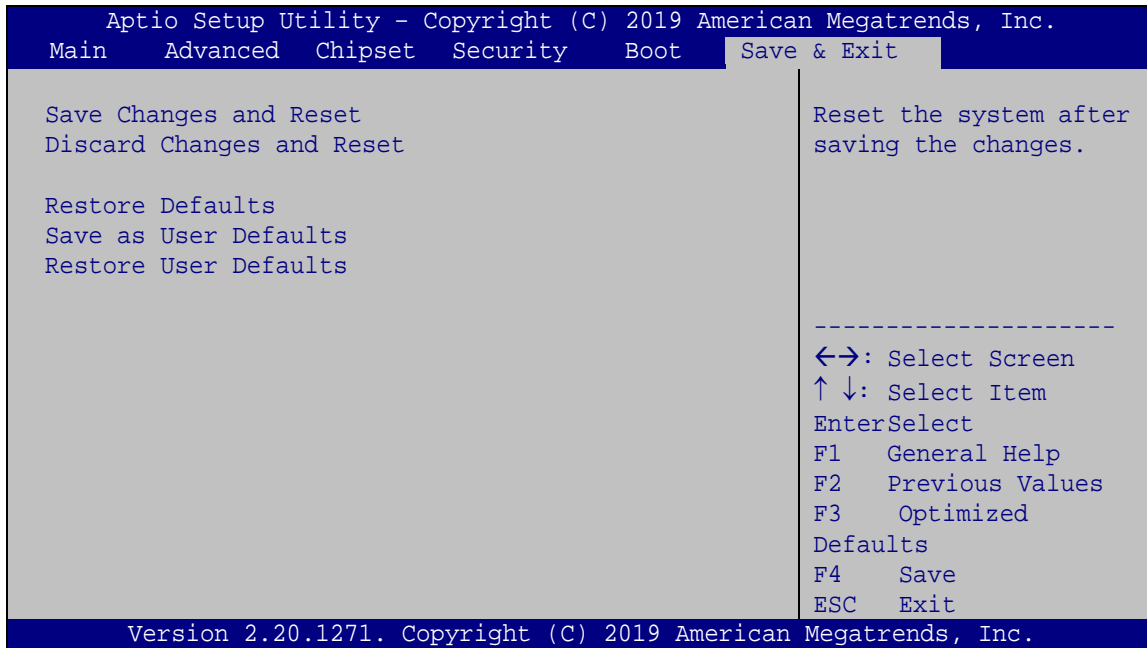 Aptio Setup Utility – Copyright (C) 2019 American Megatrends, Inc.
Main Advanced Chipset Security Boot Save & Exit
Save Changes and Reset
Discard Changes and Reset
Restore Defaults
Save as User Defaults
Restore User Defaults
Reset the system after
saving the changes.
---------------------
←→: Select Screen
↑ ↓: Select Item
EnterSelect
F1 General Help
F2 Previous Values
F3 Optimized
Defaults
F4 Save
ESC Exit
Version 2.20.1271. Copyright (C) 2019 American Megatrends, Inc.